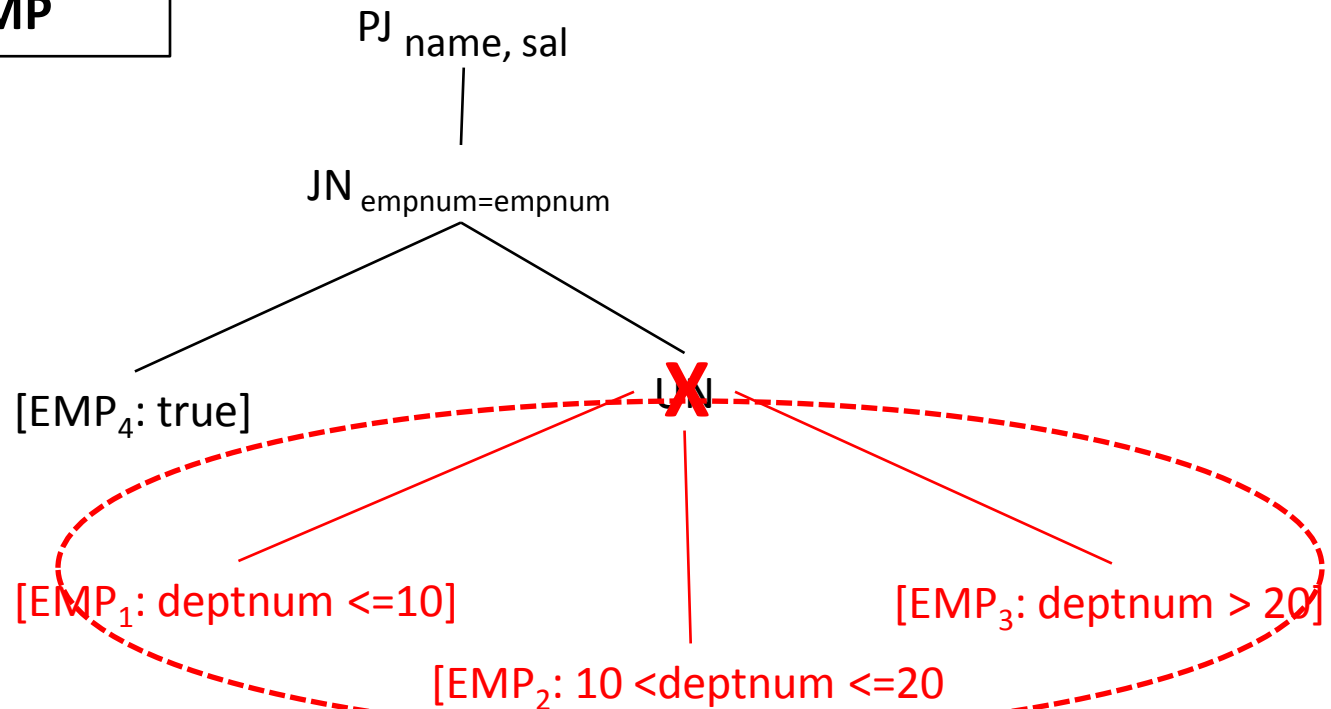 MP
PJ name, sal
JN empnum=empnum
UN
X
[EMP4: true]
[EMP1: deptnum <=10]
[EMP3: deptnum > 20]
[EMP2: 10 <deptnum <=20